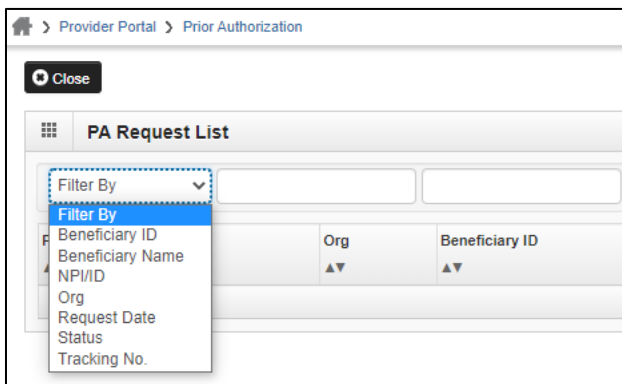 Provider Portal > Prior Authorization
Close
PA Request List
Filter By
Filter By
Beneficiary ID
Beneficiary Name
NPI/ID
Org
Request Date
Status
Tracking No.
Org
Beneficiary ID